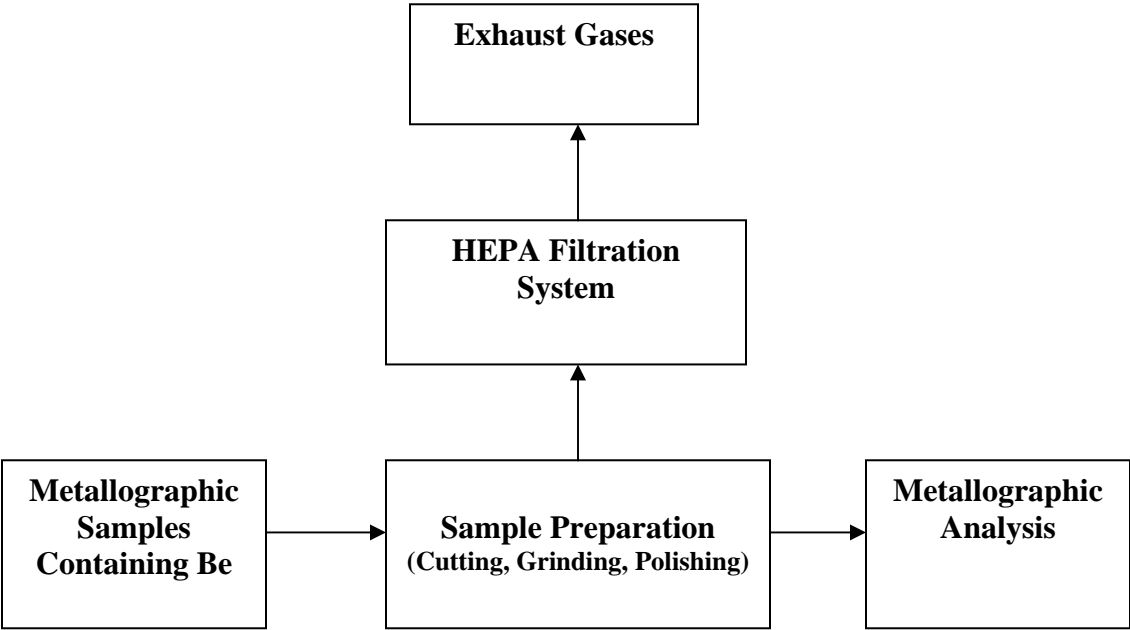 Exhaust Gases
HEPA Filtration
System
Metallographic
Samples
Containing Be
Sample Preparation
(Cutting, Grinding, Polishing)
Metallographic
Analysis